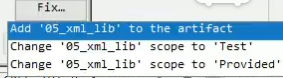 Fix...
Add '05_xml_lib' to the artifact
Change '05_xml_lib' scope to 'Test'
Change '05_xml_lib' scope to 'Provided'